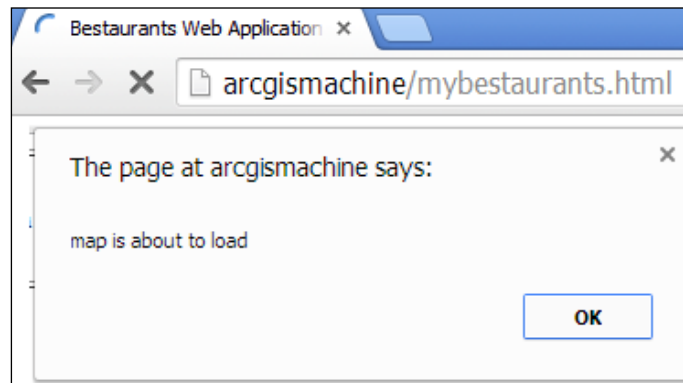 Bestaurants Web Application
arcgismachine/mybestaurants.html
The page at arcgismachine says:
map is about to load
OK